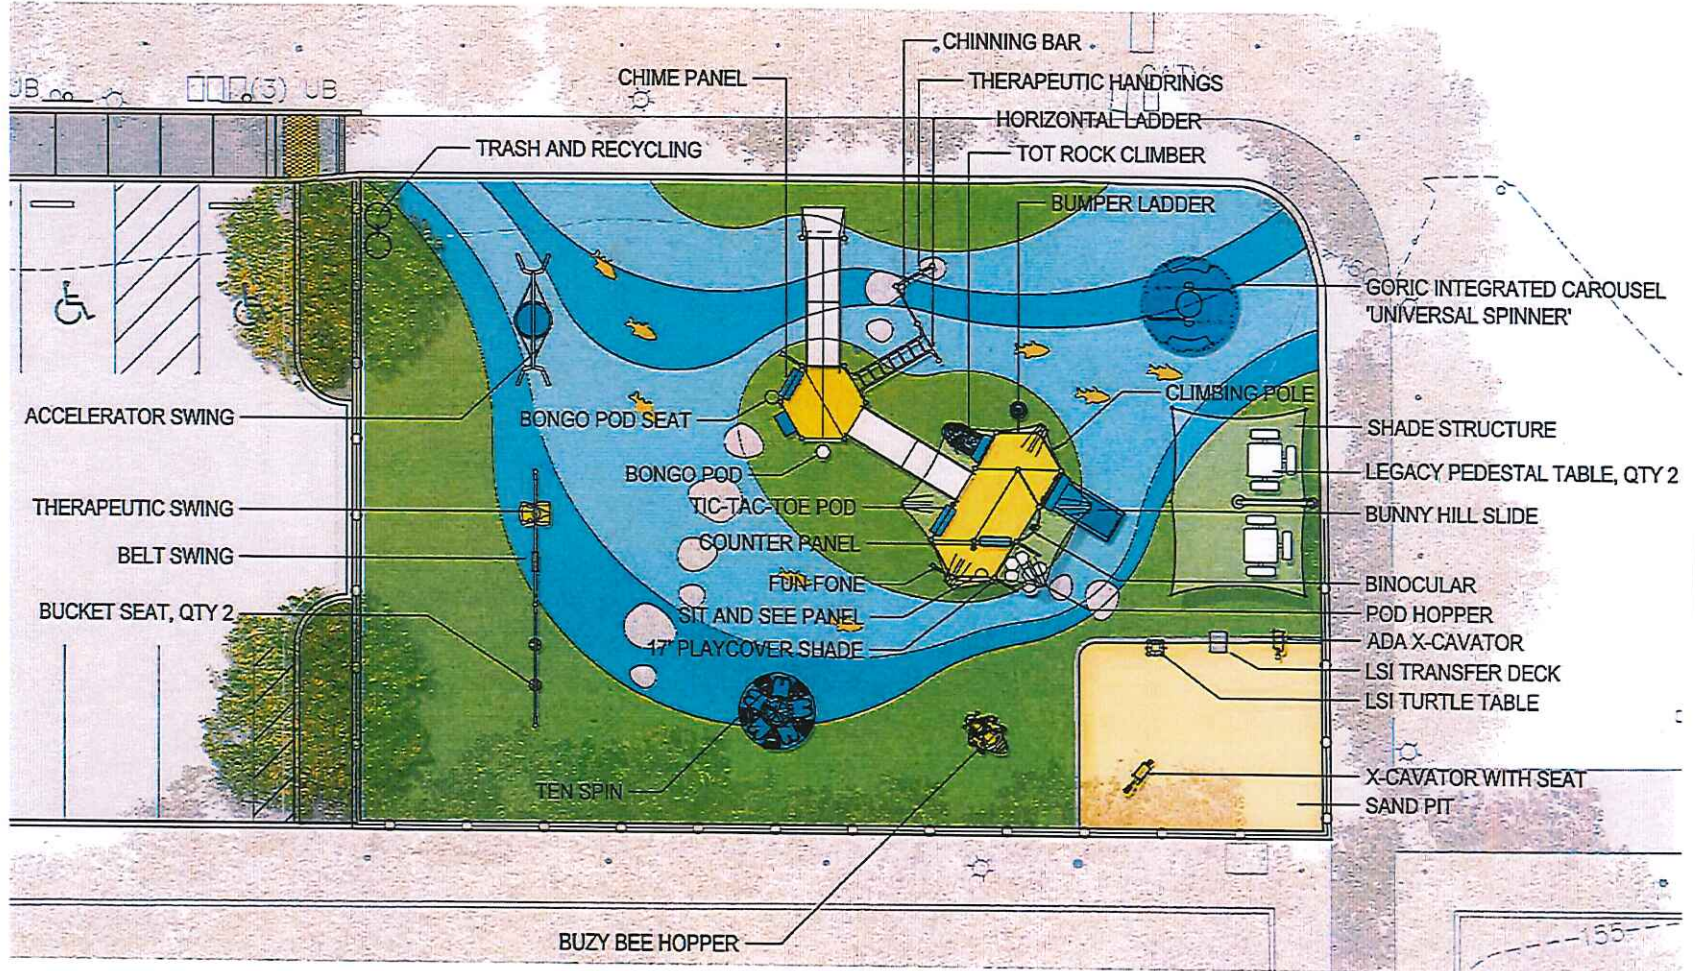 CHINNING BAR
CHIME PANEL
THERAPEUTIC HANDRINGS
(3) UB
UB
HORIZONTAL LADDER
TRASH AND RECYCLING
TOT ROCK CLIMBER
BUMPER LADDER
GORIC INTEGRATED CAROUSEL
'UNIVERSAL SPINNER'
CLIMBING POLE
ACCELERATOR SWING
BONGO POD SEAT
SHADE STRUCTURE
BONGO POD
LEGACY PEDESTAL TABLE, QTY 2
THERAPEUTIC SWING
TIC-TAC-TOE POD
BUNNY HILL SLIDE
BELT SWING
COUNTER PANEL
FUN FONE
BINOCULAR
BUCKET SEAT, QTY 2
SIT AND SEE PANEL
POD HOPPER
17' PLAYCOVER SHADE
ADA X-CAVATOR
LSI TRANSFER DECK
LSI TURTLE TABLE
TEN SPIN
X-CAVATOR WITH SEAT
SAND PIT
BUZY BEE HOPPER
155